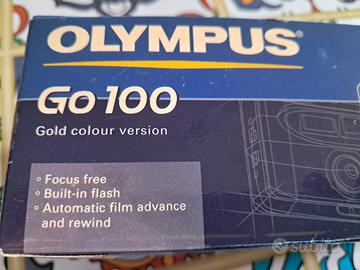 OLYMPUS®
Go 100
Gold colour version
° Focus free
° Built-in flash
° Automatic film advance
and rewind
subito